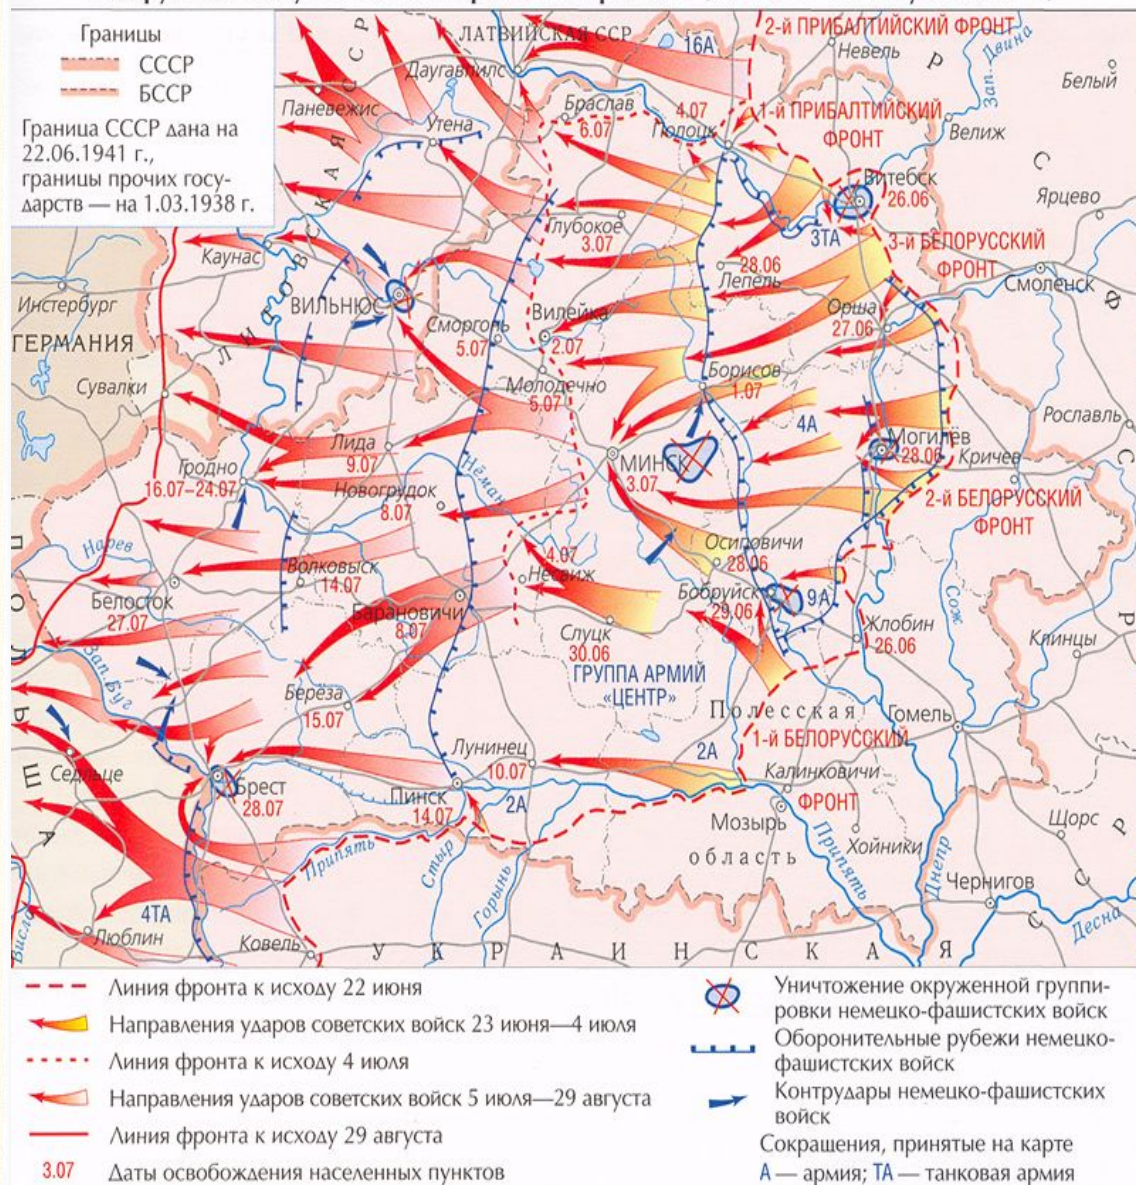 Границы
СССР
БССР
Граница СССР дана на
22.06.1941 г.,
границы прочих госу-
дарств — на 1.03.1938 г.
ЛАТВИЙСКАЯ ССР
16А
2-й ПРИБАЛТИЙСКИЙ ФРОНТ
Невель
Зап. Двина
Белый
Даугавпилс
Паневежис
Браслав
6.07
4.07
Полоцк
1-й ПРИБАЛТИЙСКИЙ
ФРОНТ
Велиж
Утена
Витебск
26.06
Ярцево
Глубокое
3.07
3ТА
3-й БЕЛОРУССКИЙ
ФРОНТ
Каунас
28.06
Лепель
Смоленск
Инстербург
ВИЛЬНЮС
Сморгонь
5.07
Вилейка
2.07
Орша
27.06
ГЕРМАНИЯ
Сувалки
Молодечно
5.07
Борисов
1.07
4А
Рославль
Лида
9.07
МИНСК
3.07
Могилёв
28.06
Кричев
Гродно
16.07–24.07
Новогрудок
8.07
Нёман
2-й БЕЛОРУССКИЙ
ФРОНТ
Нарев
Волковыск
14.07
4.07
Несвиж
Осиповичи
28.06
Белосток
27.07
Барановичи
8.07
Бобруйск
29.06
9А
Сож
Слуцк
30.06
Жлобин
26.06
Клинцы
Зап. Буг
ГРУППА АРМИЙ
«ЦЕНТР»
Берёза
15.07
Полесская
Гомель
1-й БЕЛОРУССКИЙ
Седльце
Лунинец
10.07
2А
Калинковичи
ФРОНТ
Брест
28.07
Пинск
14.07
2А
Мозырь
Щорс
Хойники
область
Припять
Стырь
Горынь
Припять
Днепр
Чернигов
Десна
4ТА
Люблин
Висла
Ковель
УКРАИНСКАЯ
ССР
ПОЛЬША
ЛИТОВСКАЯ ССР
РСФСР
Линия фронта к исходу 22 июня
Направления ударов советских войск 23 июня—4 июля
Линия фронта к исходу 4 июля
Направления ударов советских войск 5 июля—29 августа
Линия фронта к исходу 29 августа
3.07 Даты освобождения населенных пунктов
Уничтожение окруженной группи-
ровки немецко-фашистских войск
Оборонительные рубежи немецко-
фашистских войск
Контрудары немецко-фашистских
войск
Сокращения, принятые на карте
А — армия; ТА — танковая армия